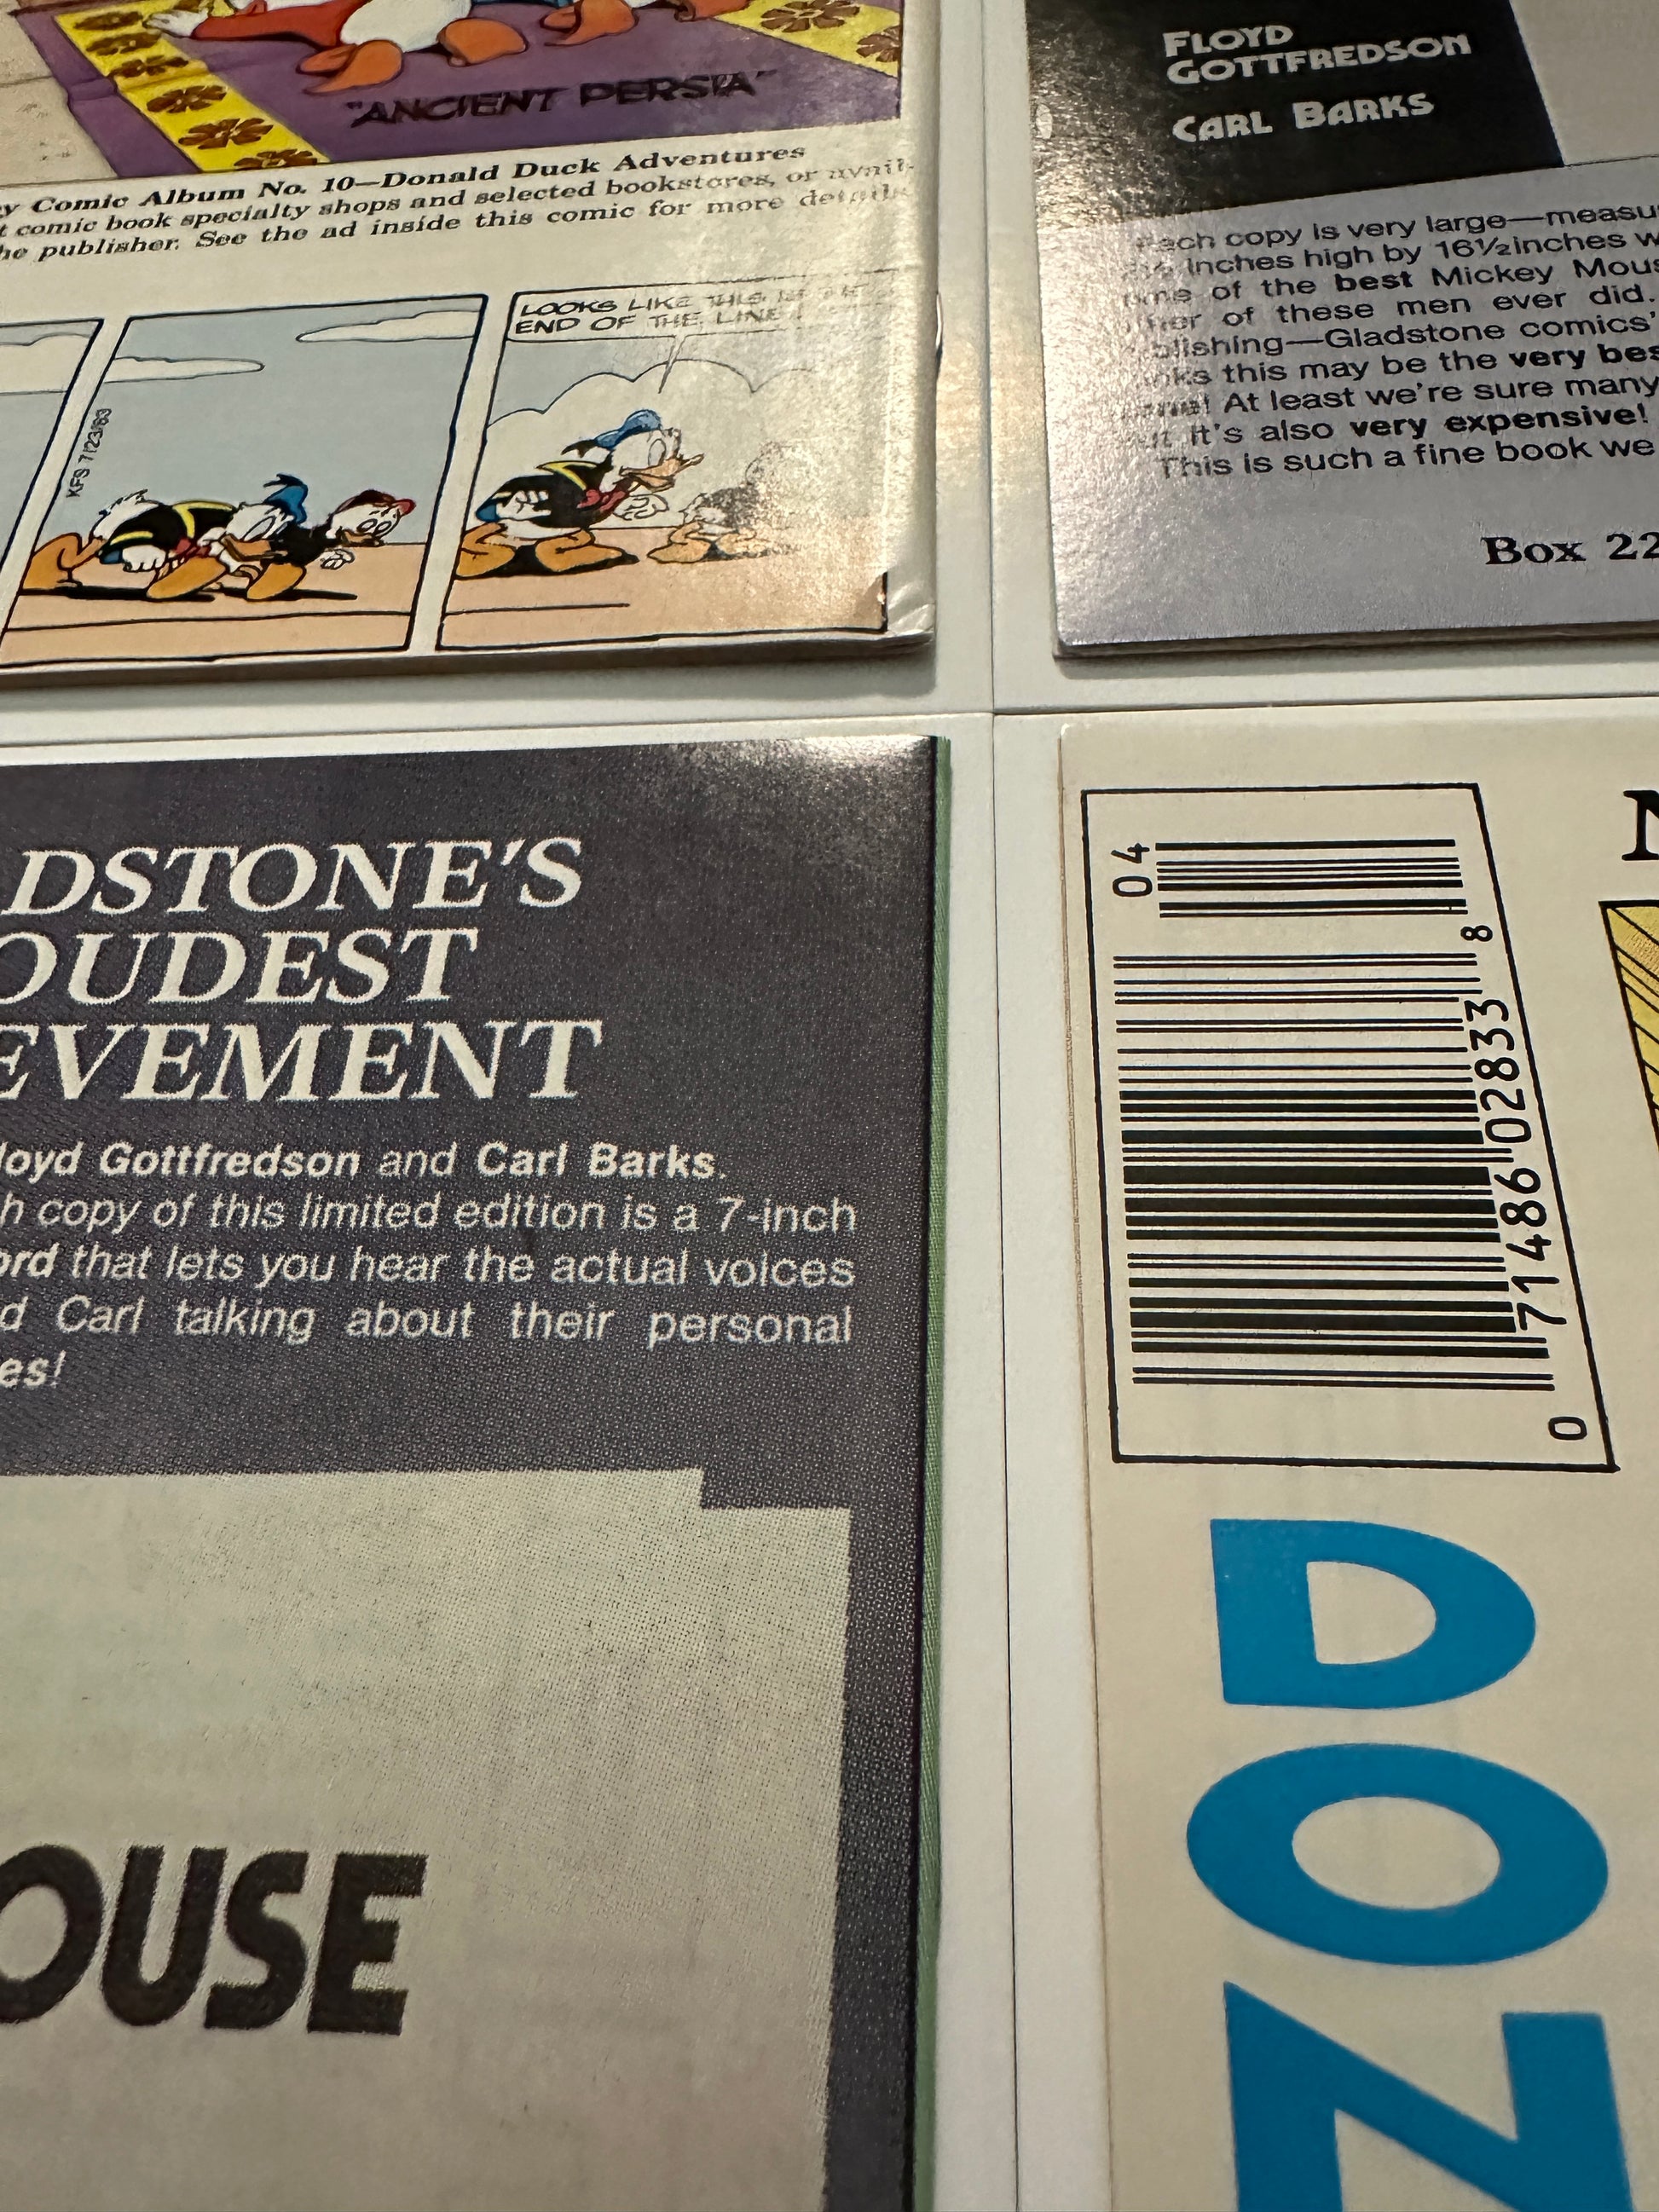 "ANCIENT PERSIA"
Comic Album No. 10—Donald Duck Adventures
comic book specialty shops and selected bookstores, or avail-
publisher. See the ad inside this comic for more details
KFS 7/23/63
LOOKS LIKE THIS IS THE
END OF THE LINE!
FLOYD
GOTTFREDSON
CARL BARKS
Each copy is very large—measu
inches high by 16½ inches w
of the best Mickey Mous
of these men ever did.
—Gladstone comics'
this may be the very bes
At least we're sure many
It's also very expensive!
This is such a fine book we
Box 22
DSTONE'S
OUDEST
EVEMENT
loyd Gottfredson and Carl Barks.
h copy of this limited edition is a 7-inch
ord that lets you hear the actual voices
d Carl talking about their personal
es!
OUSE
04
0 71486 02833 8
DON